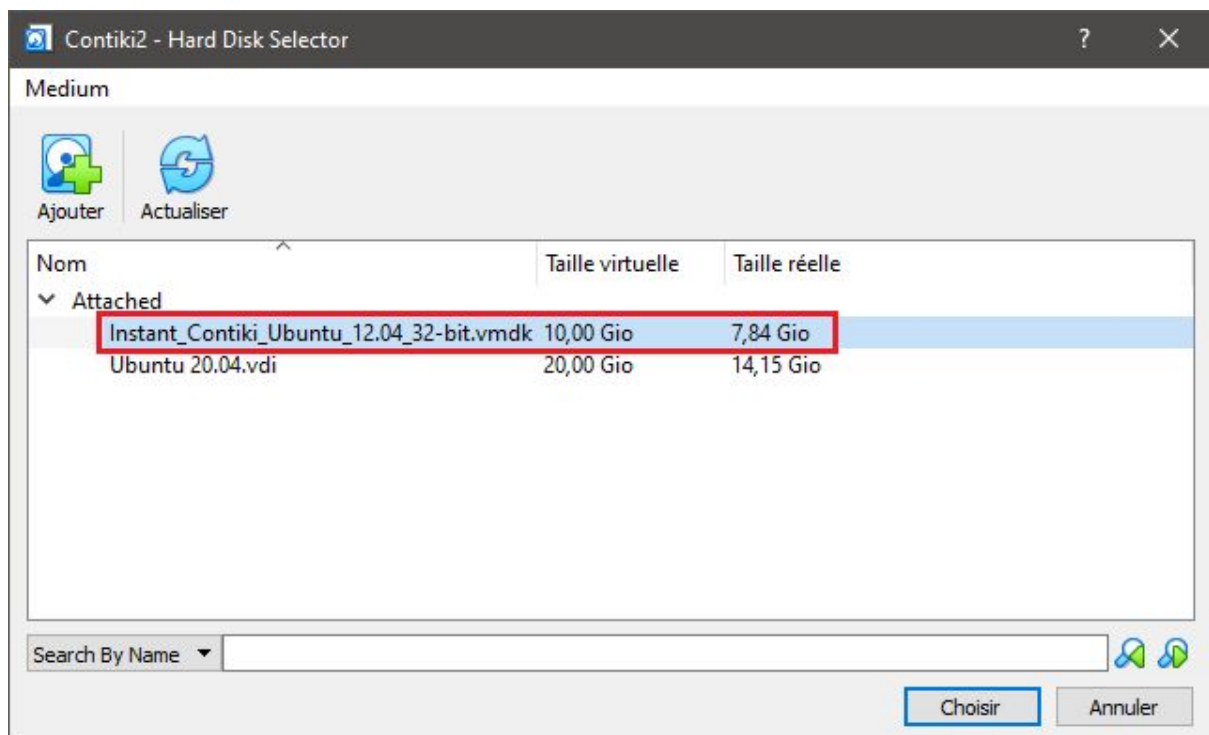 Contiki2 - Hard Disk Selector ?
Medium
Ajouter Actualiser
Nom Taille virtuelle Taille réelle
Attached
Instant_Contiki_Ubuntu_12.04_32-bit.vmdk 10,00 Gio 7,84 Gio
Ubuntu 20.04.vdi 20,00 Gio 14,15 Gio
Search By Name
Choisir Annuler